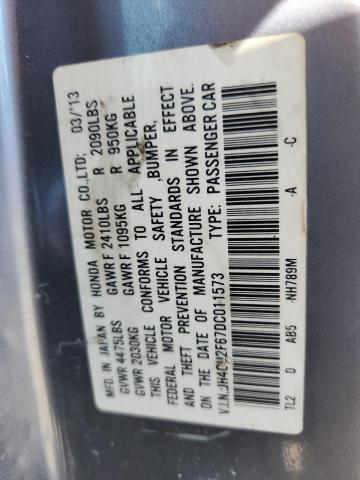 MFD. IN JAPAN BY HONDA MOTOR CO.,LTD. 03/'13
GVWR 4475LBS GAWR F 2410LBS R 2090LBS
GVWR 2030KG GAWR F 1095KG R 950KG
THIS VEHICLE CONFORMS TO ALL APPLICABLE
FEDERAL MOTOR VEHICLE SAFETY ,BUMPER,
AND THEFT PREVENTION STANDARDS IN EFFECT
ON THE DATE OF MANUFACTURE SHOWN ABOVE.
V.I.N.:JH4CU2F67DC011573 TYPE: PASSENGER CAR
TL2 D AB5 -NH789M -A -C